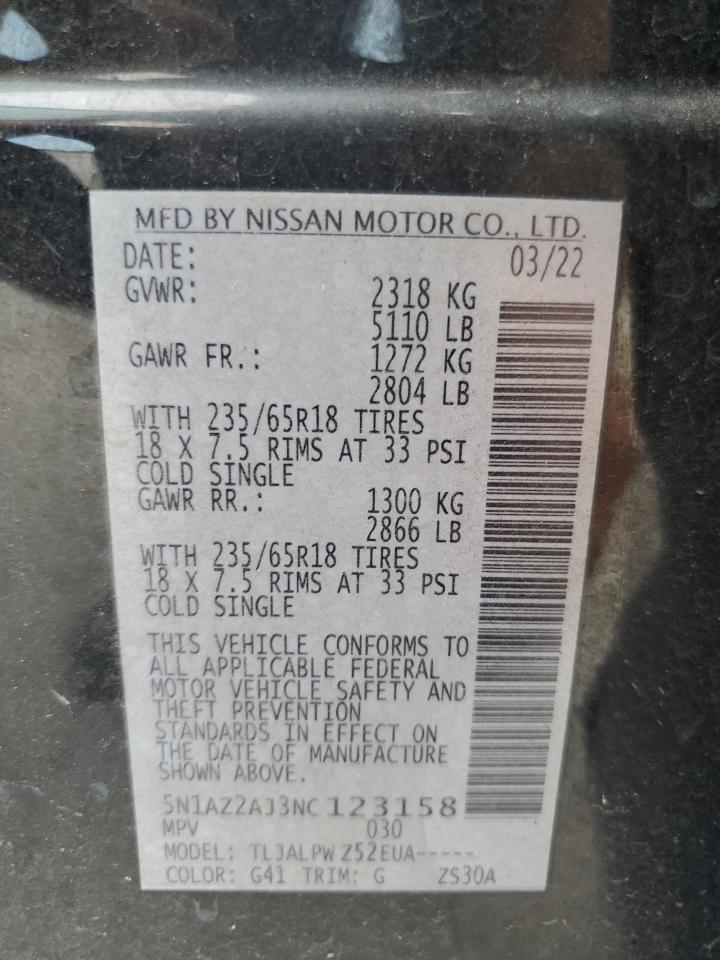 MFD BY NISSAN MOTOR CO., LTD.
DATE: 03/22
GVWR: 2318 KG
5110 LB
GAWR FR.: 1272 KG
2804 LB
WITH 235/65R18 TIRES
18 X 7.5 RIMS AT 33 PSI
COLD SINGLE
GAWR RR.: 1300 KG
2866 LB
WITH 235/65R18 TIRES
18 X 7.5 RIMS AT 33 PSI
COLD SINGLE
THIS VEHICLE CONFORMS TO
ALL APPLICABLE FEDERAL
MOTOR VEHICLE SAFETY AND
THEFT PREVENTION
STANDARDS IN EFFECT ON
THE DATE OF MANUFACTURE
SHOWN ABOVE.
5N1AZ2AJ3NC123158
MPV 030
MODEL: TLJALPW Z52EUA-----
COLOR: G41 TRIM: G ZS30A